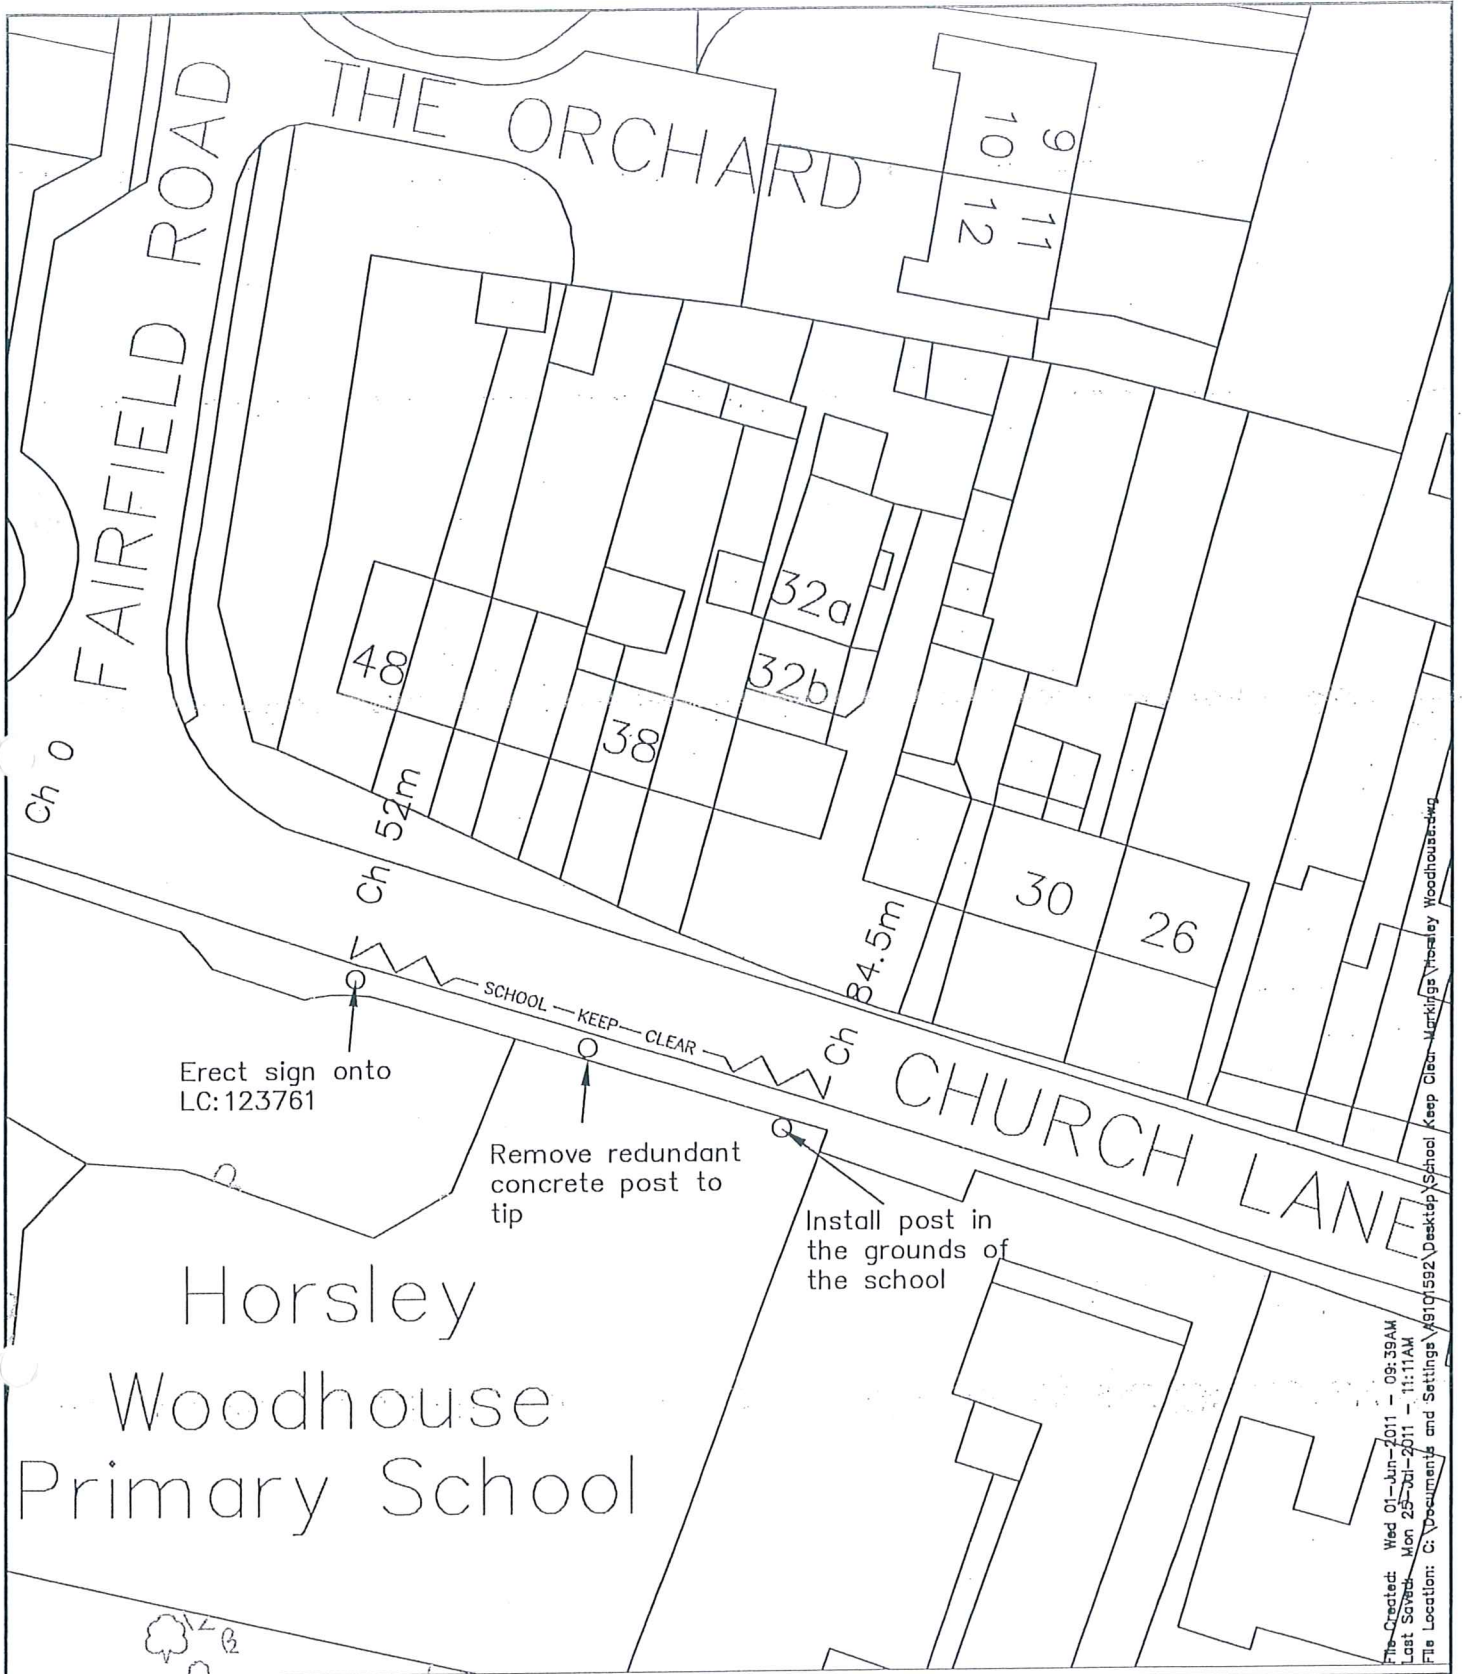 THE ORCHARD
FAIRFIELD ROAD
9
10
11
12
32a
32b
48
38
30
26
Ch 0
Ch 52m
Ch 84.5m
SCHOOL KEEP CLEAR
CHURCH LANE
Erect sign onto
LC:123761
Remove redundant
concrete post to
tip
Install post in
the grounds of
the school
Horsley
Woodhouse
Primary School
File Created: Wed 01-Jun-2011 - 09:39AM
Last Saved: Mon 25-Jul-2011 - 11:11AM
File Location: C:\Documents and Settings\A9101592\Desktop\School Keep Clear Markings\Horsley Woodhouse.dwg